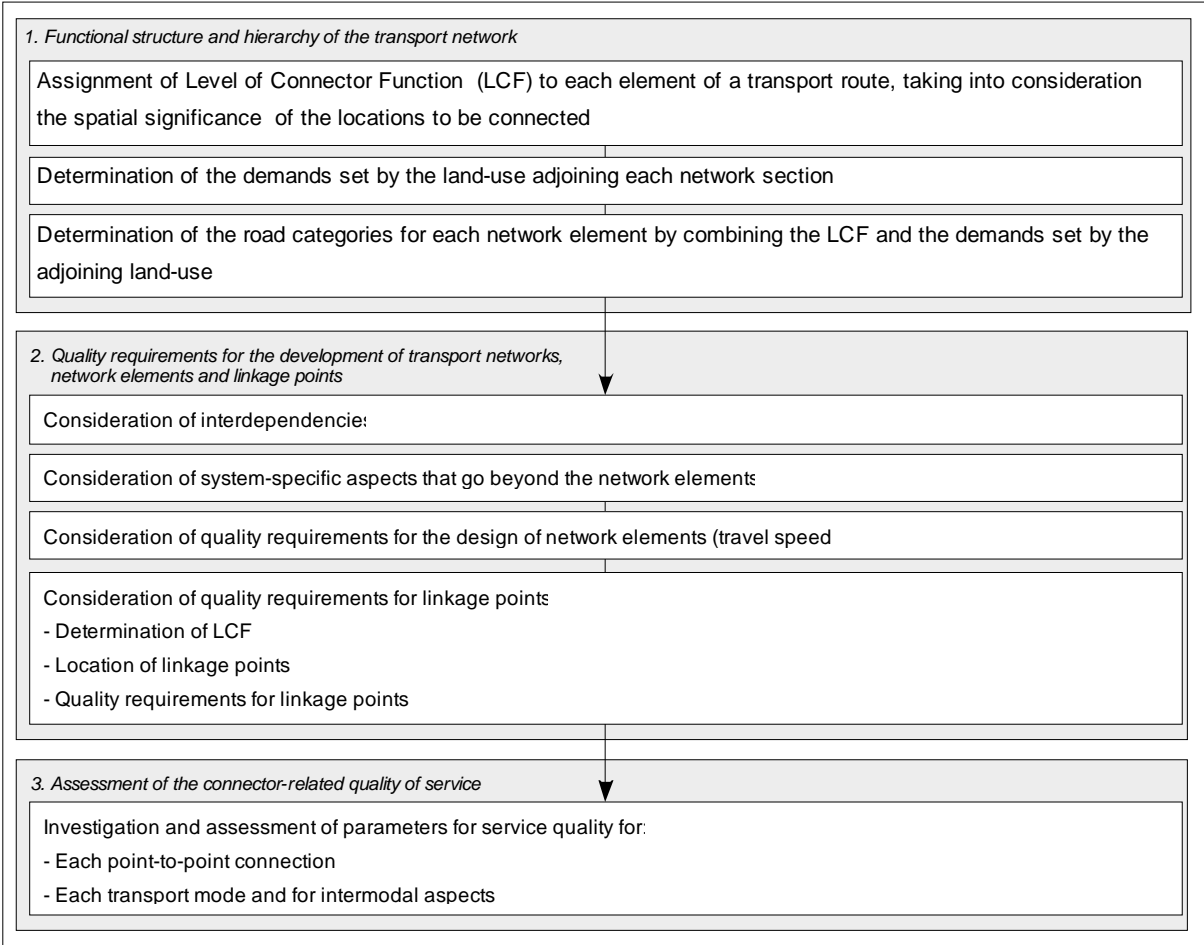 1. Functional structure and hierarchy of the transport network
Assignment of Level of Connector Function (LCF) to each element of a transport route, taking into consideration
the spatial significance of the locations to be connected
Determination of the demands set by the land-use adjoining each network section
Determination of the road categories for each network element by combining the LCF and the demands set by the
adjoining land-use
2. Quality requirements for the development of transport networks,
network elements and linkage points
Consideration of interdependencies
Consideration of system-specific aspects that go beyond the network elements
Consideration of quality requirements for the design of network elements (travel speed
Consideration of quality requirements for linkage points
- Determination of LCF
- Location of linkage points
- Quality requirements for linkage points
3. Assessment of the connector-related quality of service
Investigation and assessment of parameters for service quality for:
- Each point-to-point connection
- Each transport mode and for intermodal aspects